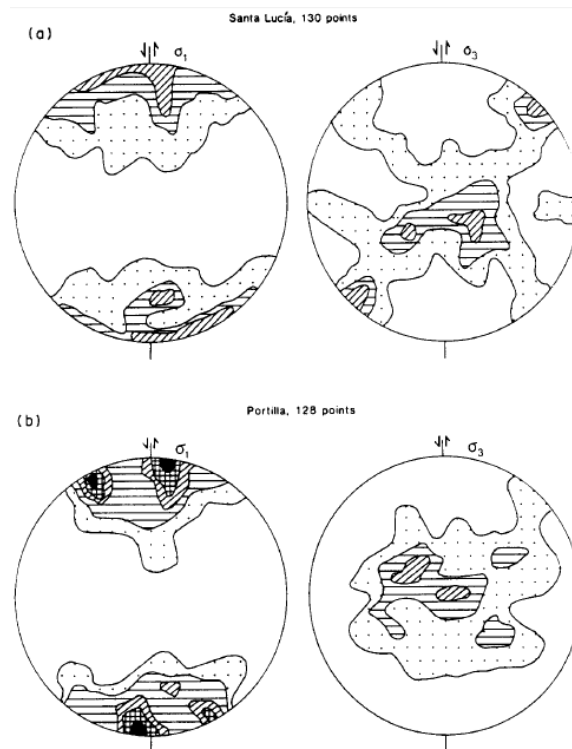 Santa Lucía, 130 points
(a)
σ1
σ3
Portilla, 128 points
(b)
σ1
σ3